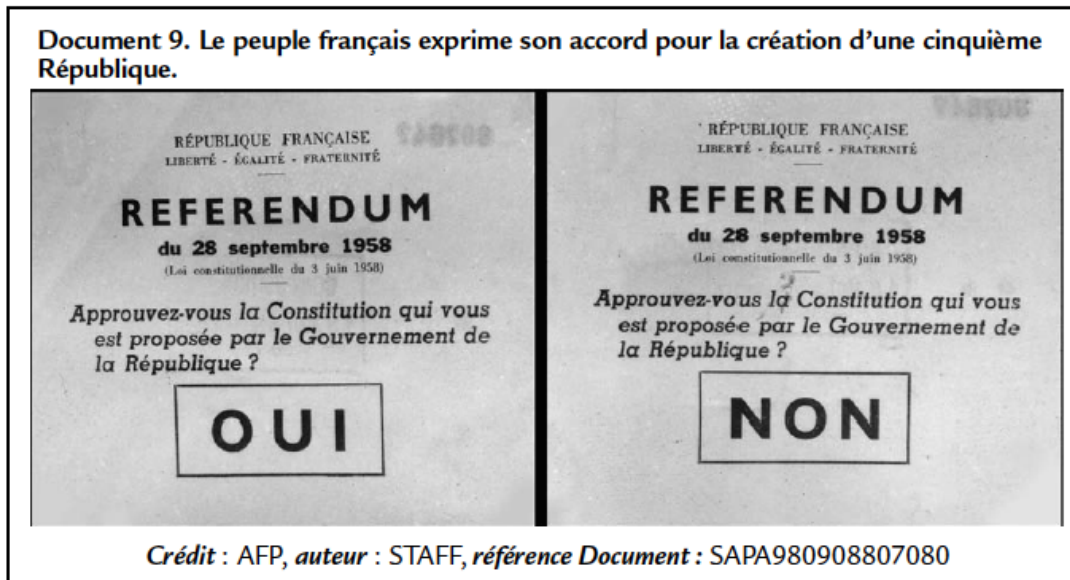 Document 9. Le peuple français exprime son accord pour la création d'une cinquième
République.
RÉPUBLIQUE FRANÇAISE
LIBERTÉ - ÉGALITÉ - FRATERNITÉ
REFERENDUM
du 28 septembre 1958
(Loi constitutionnelle du 3 juin 1958)
Approuvez-vous la Constitution qui vous
est proposée par le Gouvernement de
la République ?
OUI
RÉPUBLIQUE FRANÇAISE
LIBERTÉ - ÉGALITÉ - FRATERNITÉ
REFERENDUM
du 28 septembre 1958
(Loi constitutionnelle du 3 juin 1958)
Approuvez-vous la Constitution qui vous
est proposée par le Gouvernement de
la République ?
NON
Crédit : AFP, auteur : STAFF, référence Document : SAPA980908807080